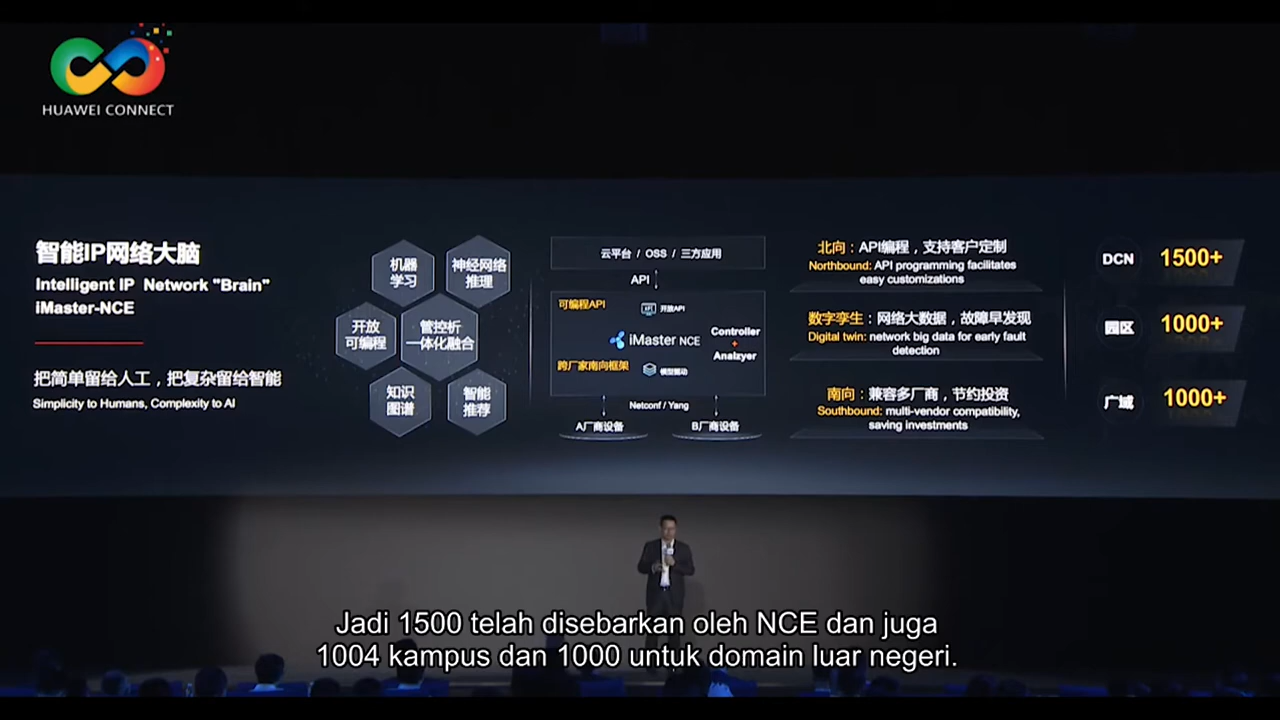 HUAWEI CONNECT
智能IP网络大脑
Intelligent IP Network "Brain"
iMaster-NCE
把简单留给人工，把复杂留给智能
Simplicity to Humans, Complexity to AI
机器
学习
神经网络
推理
开放
可编程
管控析
一体化融合
知识
图谱
智能
推荐
云平台 / OSS / 三方应用
API
可编程API
开放API
iMaster NCE
Controller
+
Analzyer
跨厂家南向框架
模型驱动
Netconf / Yang
A厂商设备
B厂商设备
北向：API编程，支持客户定制
Northbound: API programming facilitates
easy customizations
数字孪生：网络大数据，故障早发现
Digital twin: network big data for early fault
detection
南向：兼容多厂商，节约投资
Southbound: multi-vendor compatibility,
saving investments
DCN 1500+
园区 1000+
广域 1000+
Jadi 1500 telah disebarkan oleh NCE dan juga
1004 kampus dan 1000 untuk domain luar negeri.